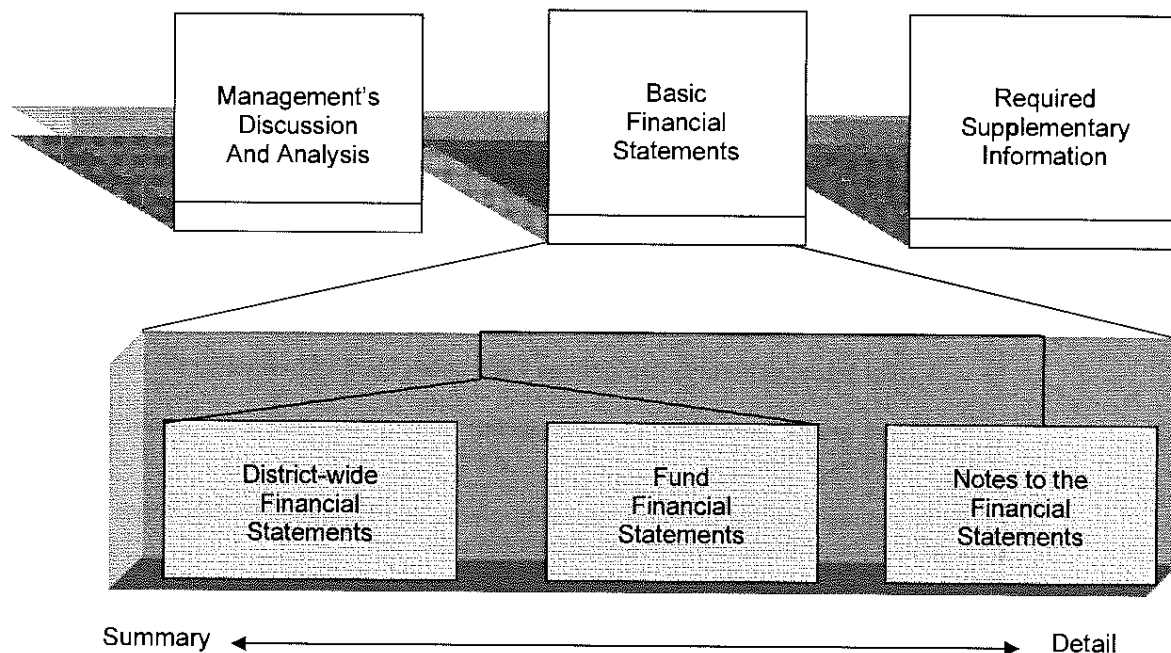 Management's
Discussion
And Analysis
Basic
Financial
Statements
Required
Supplementary
Information
District-wide
Financial
Statements
Fund
Financial
Statements
Notes to the
Financial
Statements
Summary
Detail